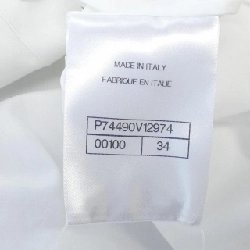 MADE IN ITALY
FABRIQUE EN ITALIE
P74490V12974
00100 34